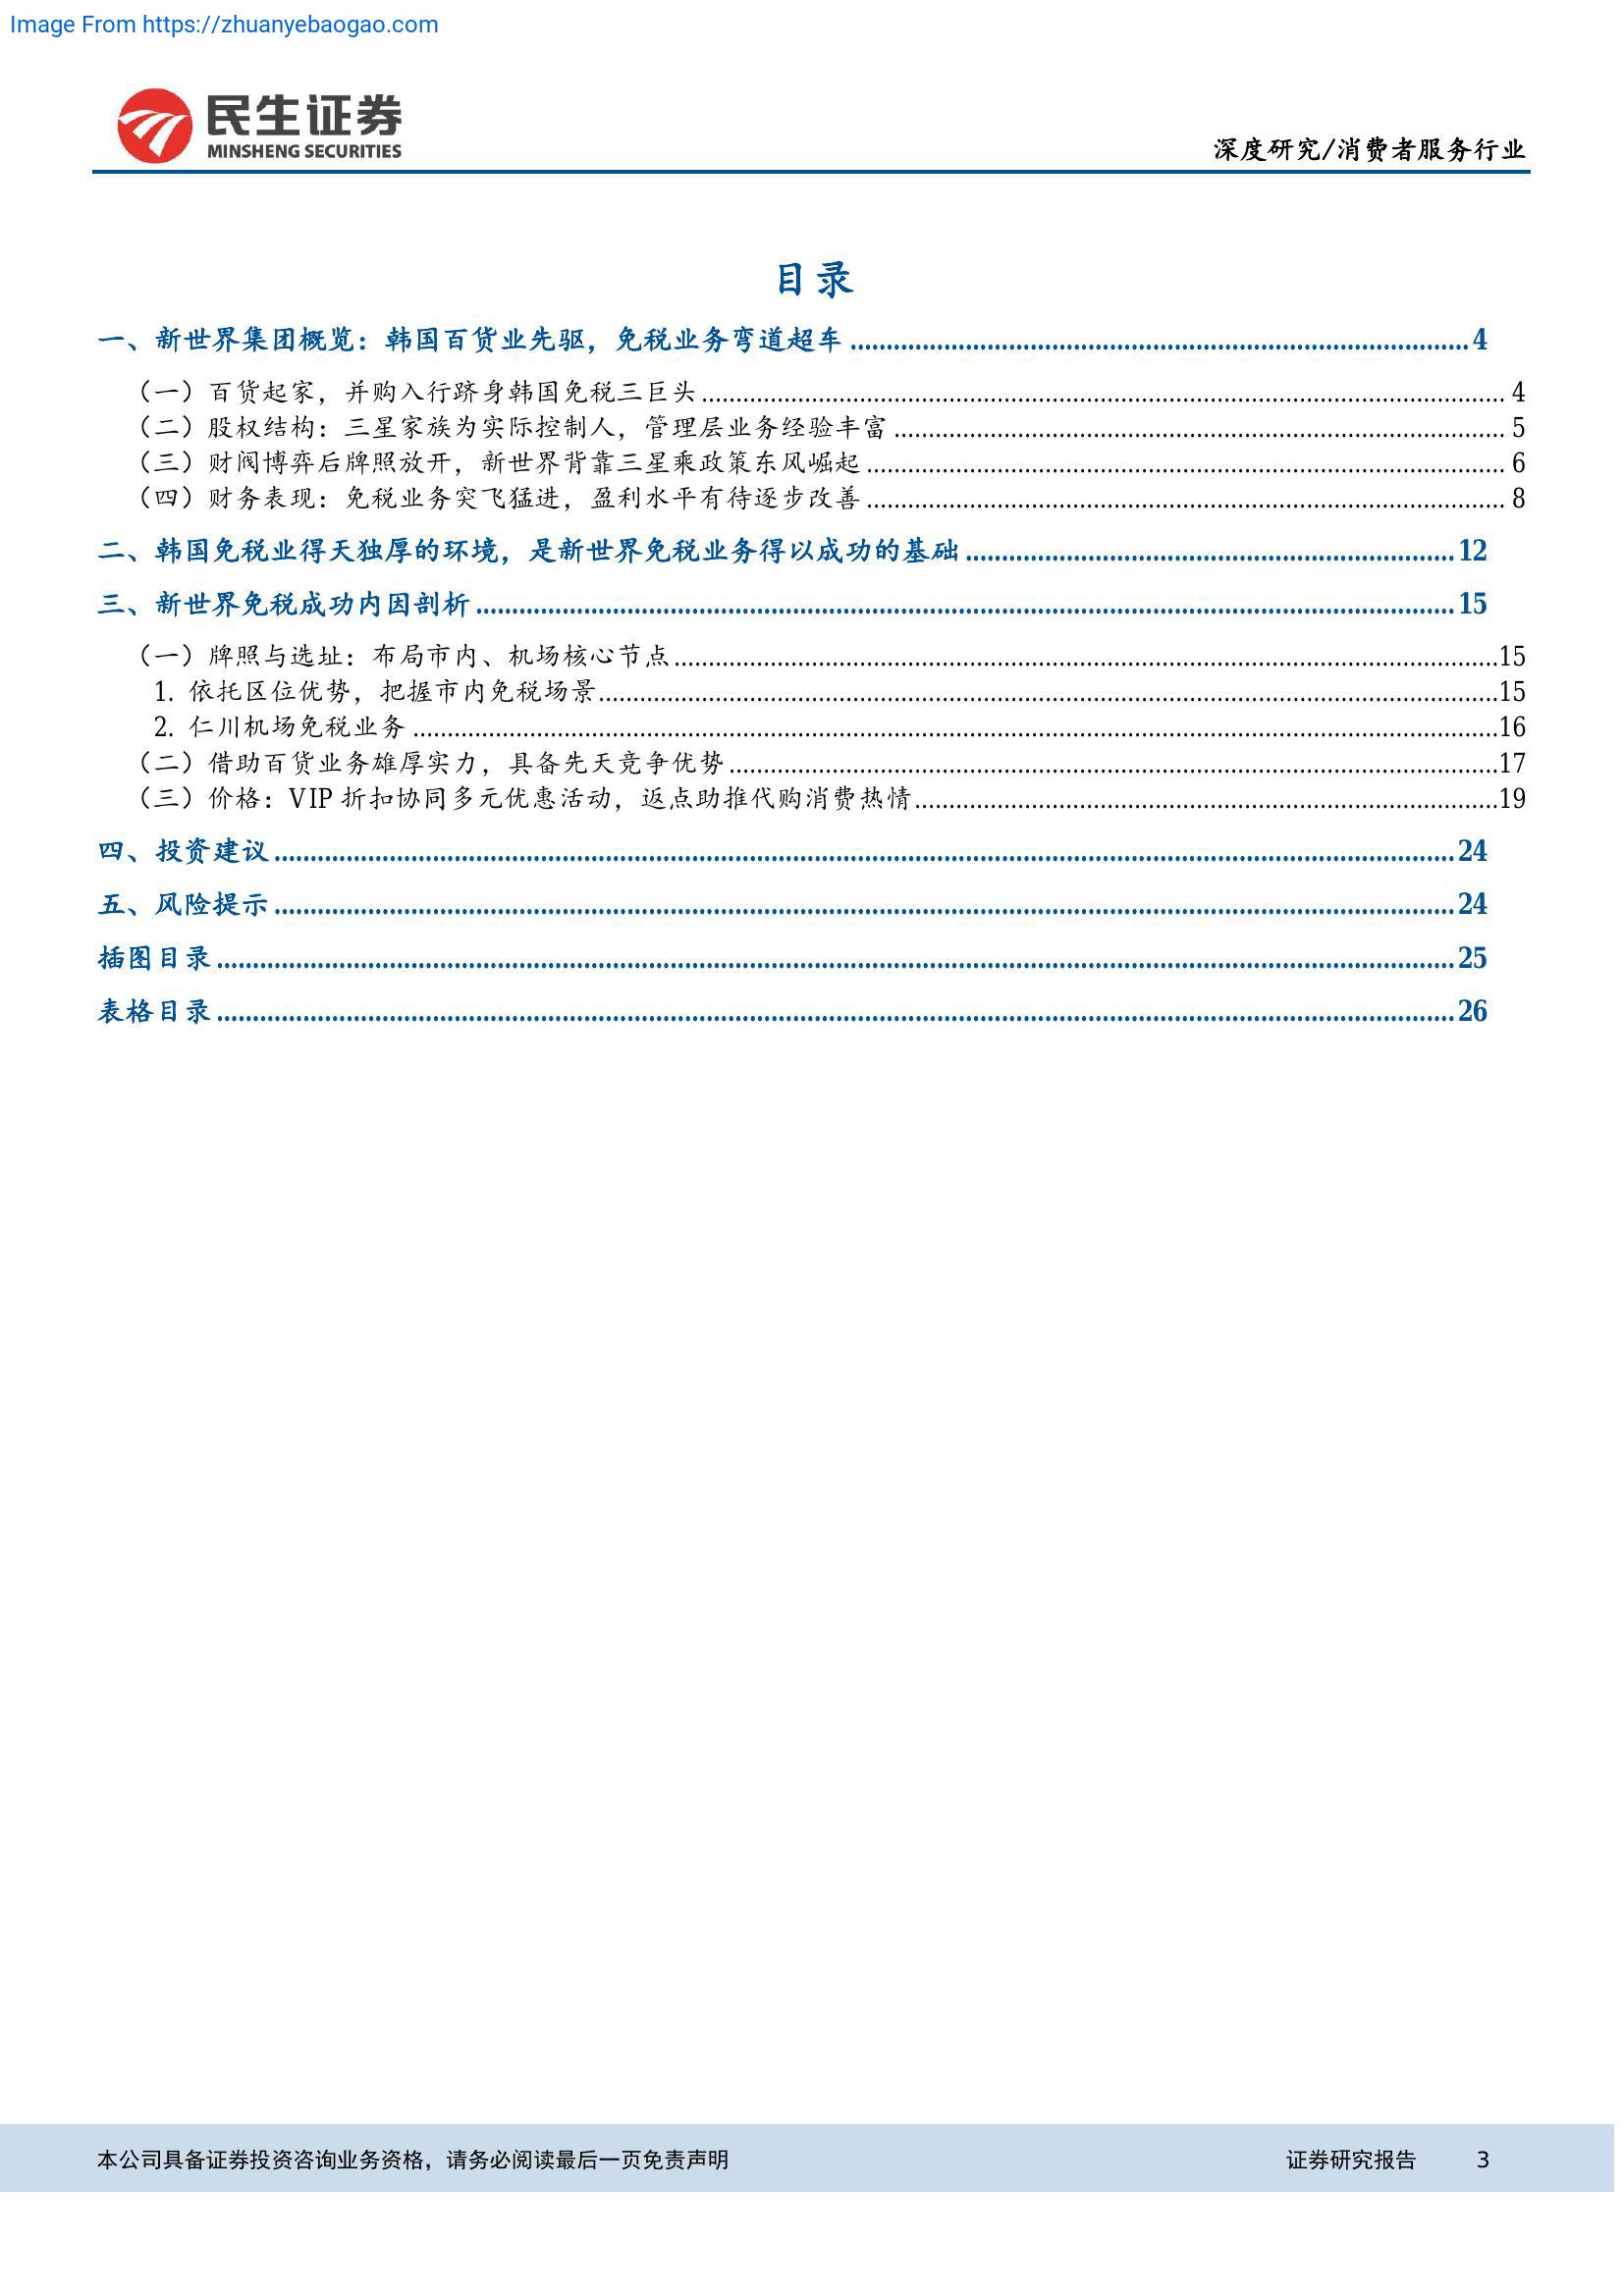 Image From https://zhuanyebaogao.com
民生证券
MINSHENG SECURITIES
深度研究/消费者服务行业
目录
一、新世界集团概览：韩国百货业先驱，免税业务弯道超车 4
（一）百货起家，并购入行跻身韩国免税三巨头 4
（二）股权结构：三星家族为实际控制人，管理层业务经验丰富 5
（三）财阀博弈后牌照放开，新世界背靠三星乘政策东风崛起 6
（四）财务表现：免税业务突飞猛进，盈利水平有待逐步改善 8
二、韩国免税业得天独厚的环境，是新世界免税业务得以成功的基础 12
三、新世界免税成功内因剖析 15
（一）牌照与选址：布局市内、机场核心节点 15
1. 依托区位优势，把握市内免税场景 15
2. 仁川机场免税业务 16
（二）借助百货业务雄厚实力，具备先天竞争优势 17
（三）价格：VIP 折扣协同多元优惠活动，返点助推代购消费热情 19
四、投资建议 24
五、风险提示 24
插图目录 25
表格目录 26
本公司具备证券投资咨询业务资格，请务必阅读最后一页免责声明 证券研究报告 3